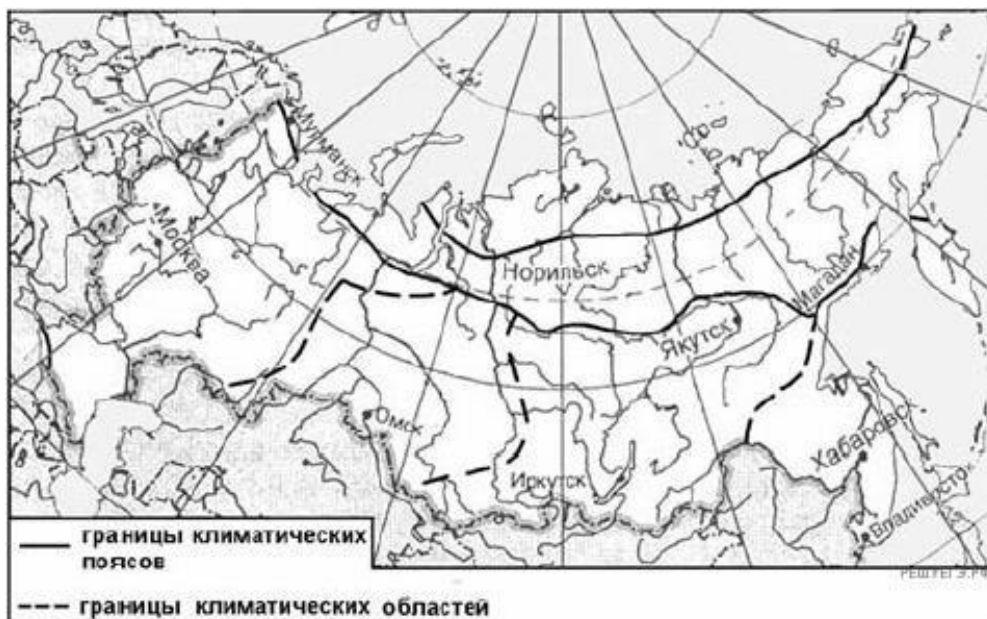 Мурманск
Москва
Норильск
Магадан
Якутск
Омск
Иркутск
Хабаровск
Владивосток
границы климатических
поясов
РЕШУЕГЭ.РФ
границы климатических областей